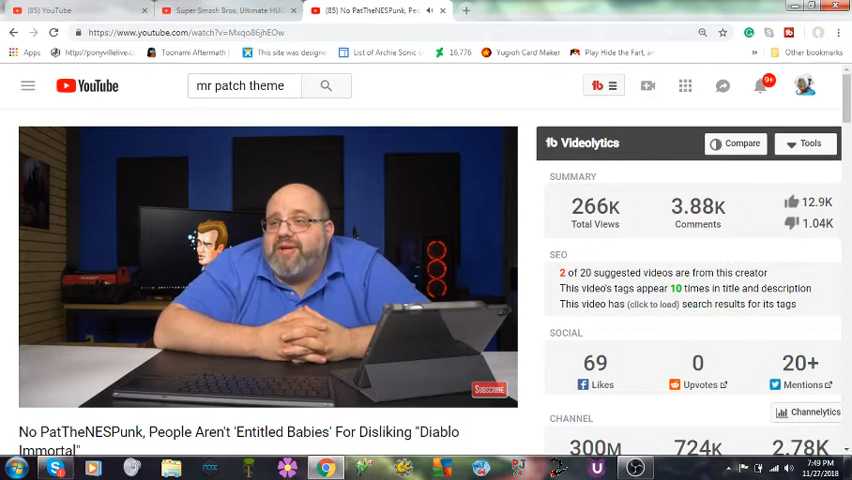 (85) YouTube
Super Smash Bros. Ultimate HUG
(85) No PatTheNESPunk, Peo
https://www.youtube.com/watch?v=Mxqo86jhEOw
Apps
http://ponyvillelive.com
Toonami Aftermath
This site was designe
List of Archie Sonic c
16,776
Yugioh Card Maker
Play Hide the Fart, an
Other bookmarks
YouTube
mr patch theme
9+
Videolytics
Compare
Tools
SUMMARY
266K
Total Views
3.88K
Comments
12.9K
1.04K
SEO
2 of 20 suggested videos are from this creator
This video's tags appear 10 times in title and description
This video has (click to load) search results for its tags
SOCIAL
69
Likes
0
Upvotes
20+
Mentions
SUBSCRIBE
Channelytics
CHANNEL
300M
724K
2.78K
No PatTheNESPunk, People Aren't 'Entitled Babies' For Disliking "Diablo
Immortal"
7:49 PM
11/27/2018